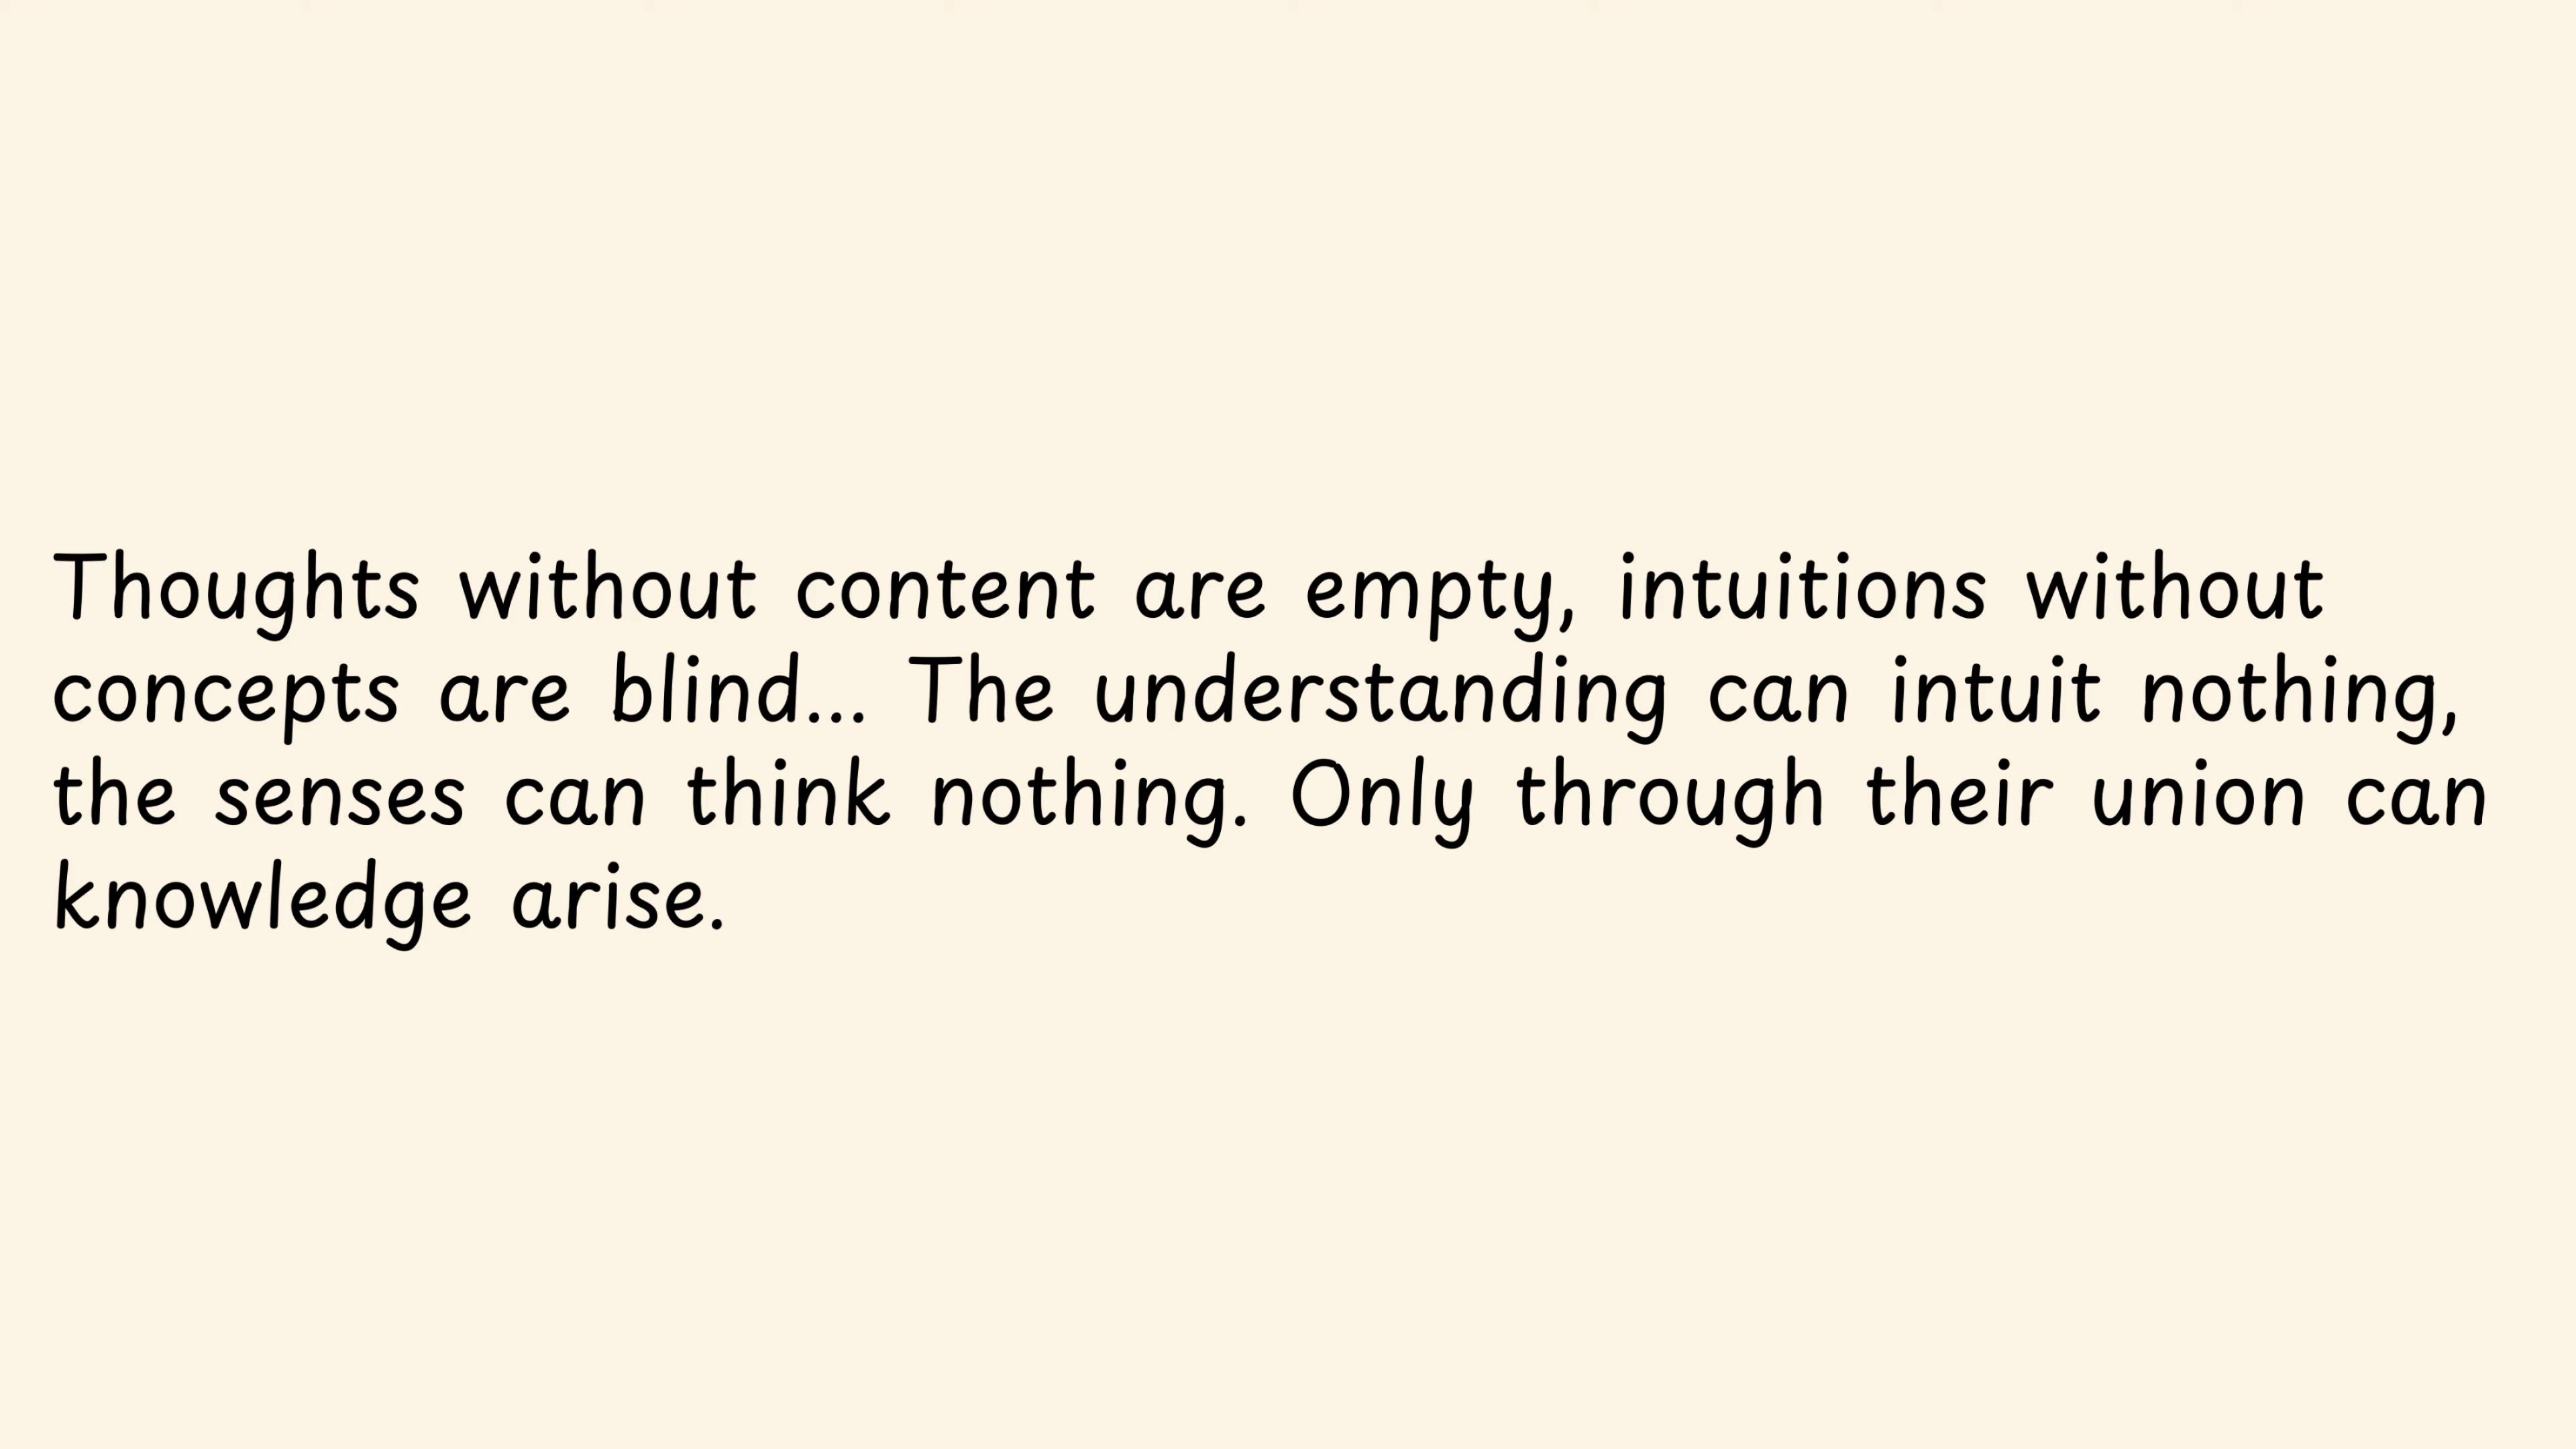 Thoughts without content are empty, intuitions without
concepts are blind... The understanding can intuit nothing,
the senses can think nothing. Only through their union can
knowledge arise.